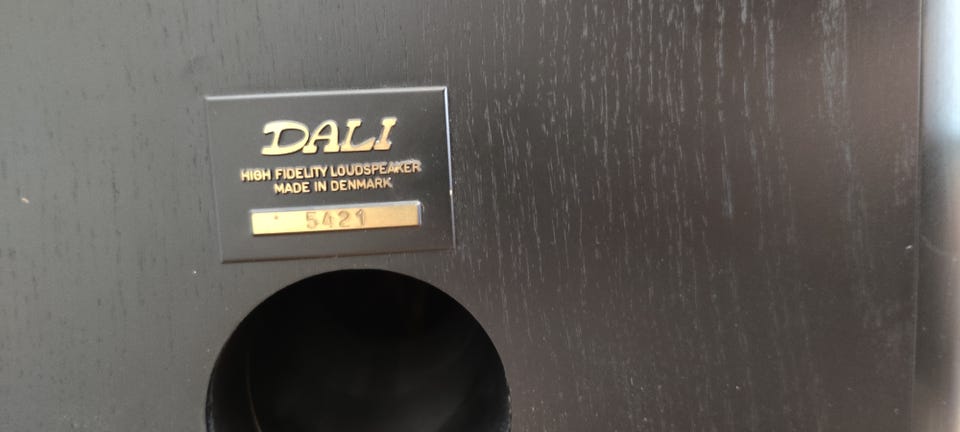 DALI
HIGH FIDELITY LOUDSPEAKER
MADE IN DENMARK
5421